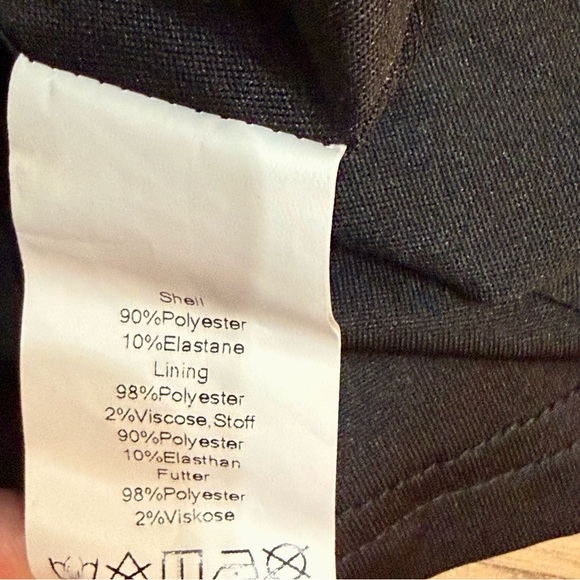 Shell
90%Polyester
10%Elastane
Lining
98%Polyester
2%Viscose,Stoff
90%Polyester
10%Elasthan
Futter
98%Polyester
2%Viskose